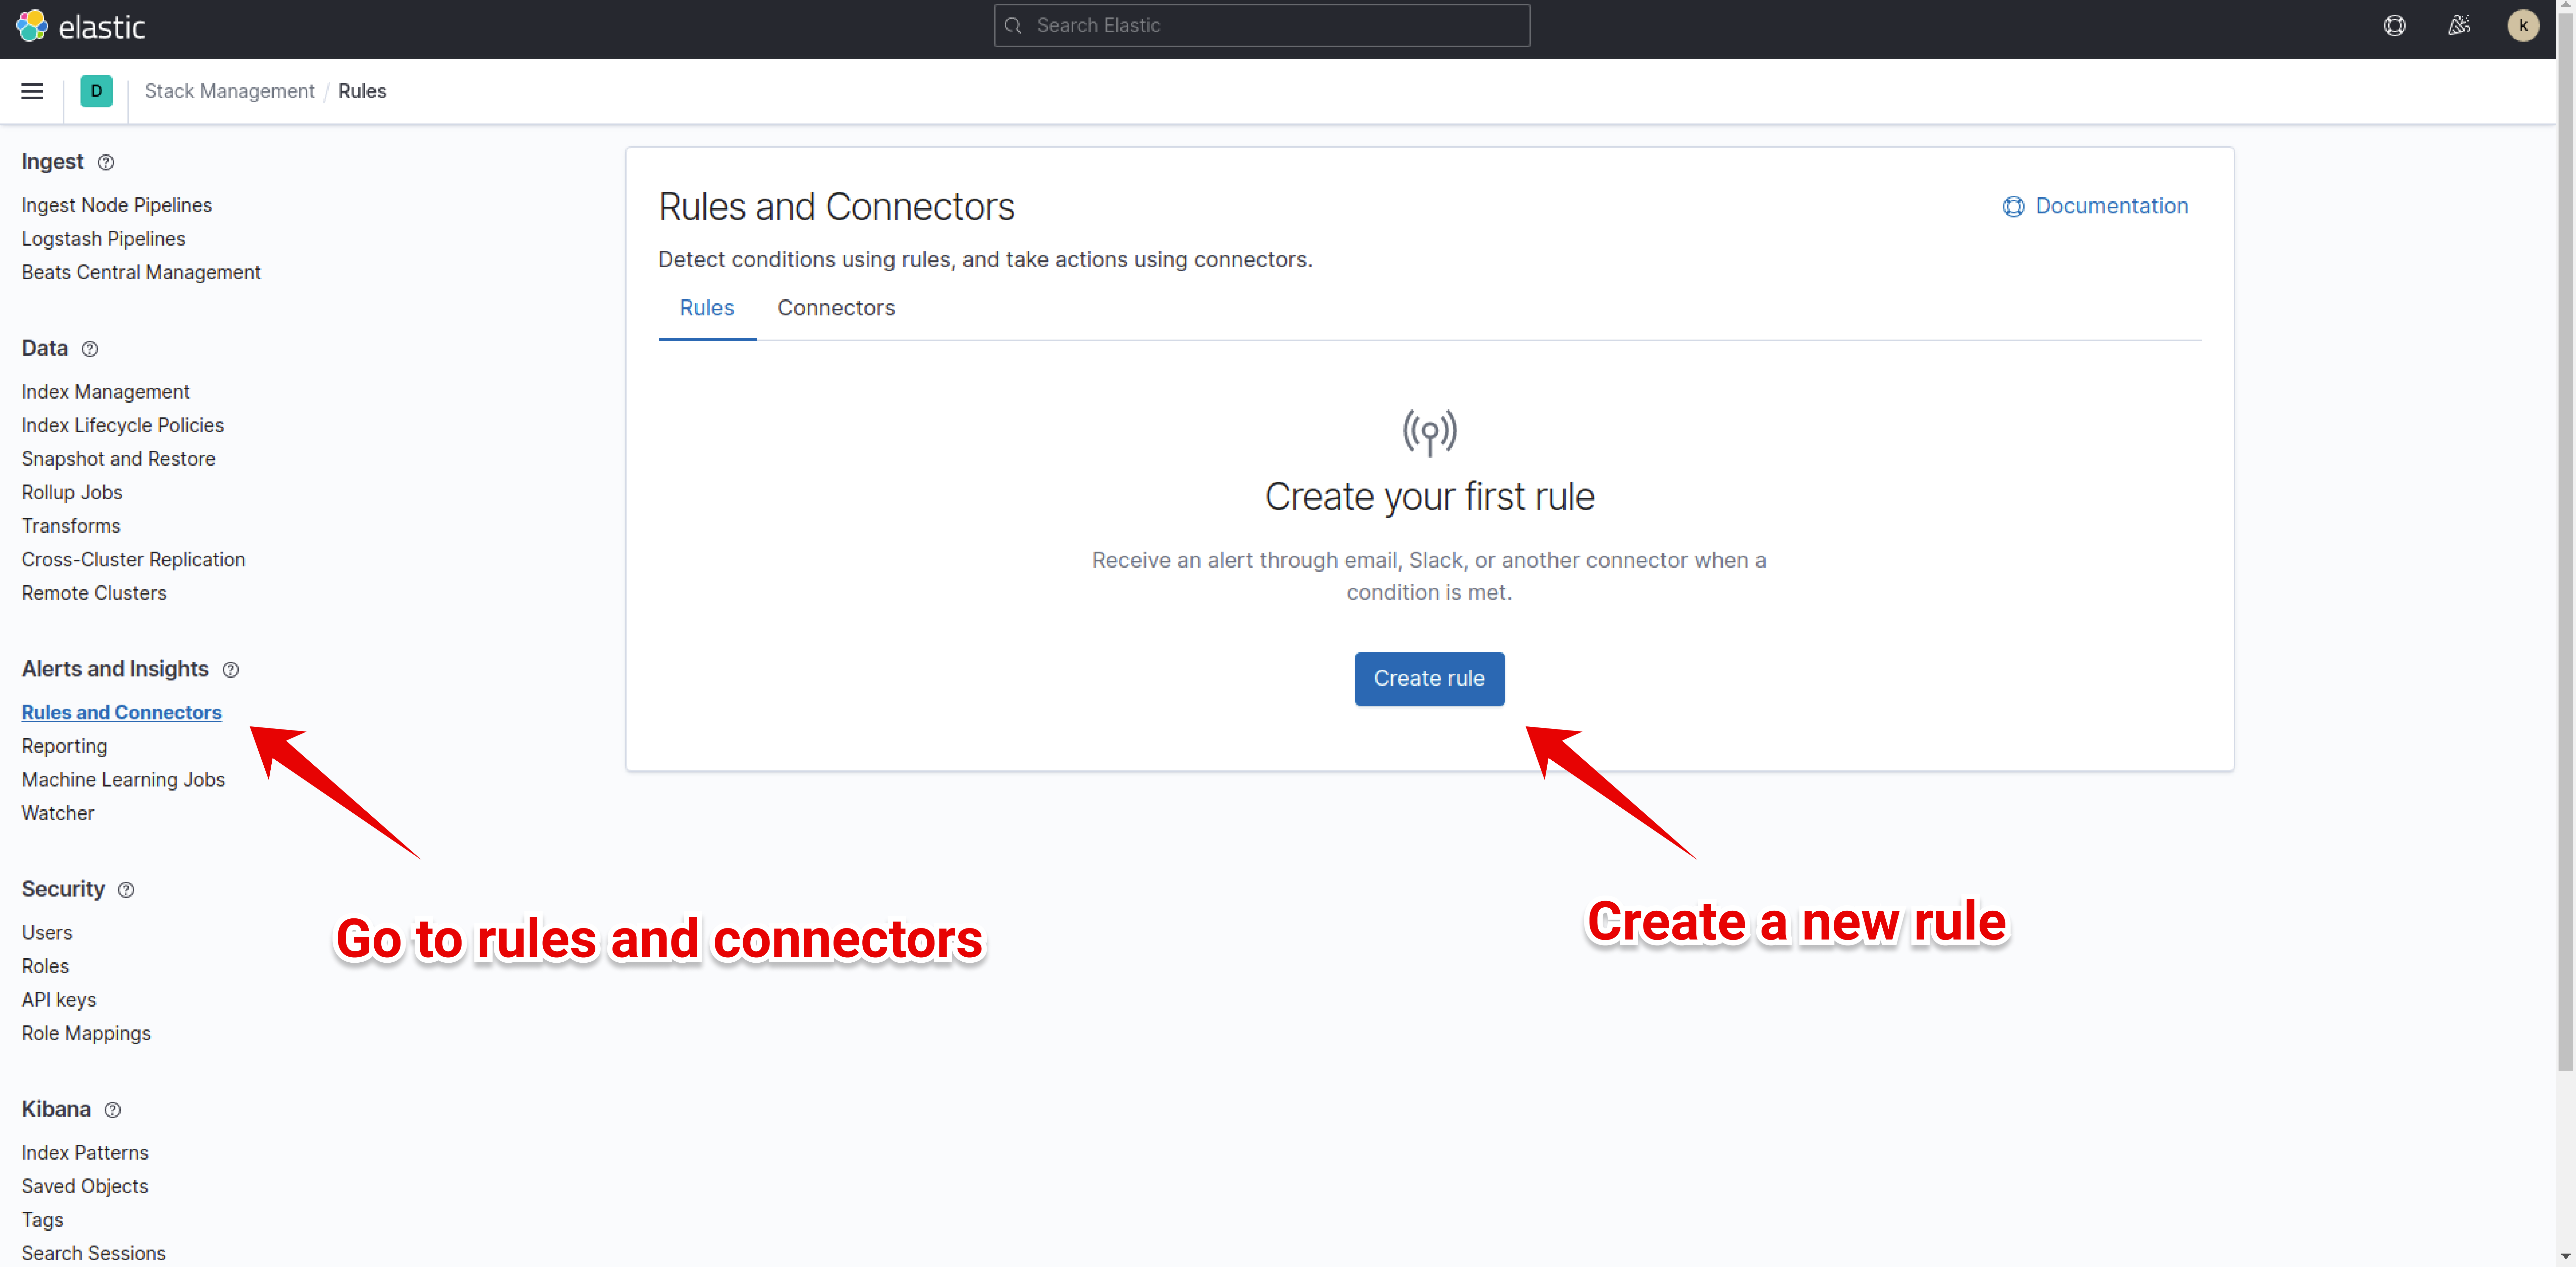 elastic
Search Elastic
k
D
Stack Management / Rules
Ingest
Ingest Node Pipelines
Logstash Pipelines
Beats Central Management
Data
Index Management
Index Lifecycle Policies
Snapshot and Restore
Rollup Jobs
Transforms
Cross-Cluster Replication
Remote Clusters
Alerts and Insights
Rules and Connectors
Reporting
Machine Learning Jobs
Watcher
Security
Users
Roles
API keys
Role Mappings
Kibana
Index Patterns
Saved Objects
Tags
Search Sessions
Rules and Connectors
Documentation
Detect conditions using rules, and take actions using connectors.
Rules
Connectors
Create your first rule
Receive an alert through email, Slack, or another connector when a
condition is met.
Create rule
Go to rules and connectors
Create a new rule